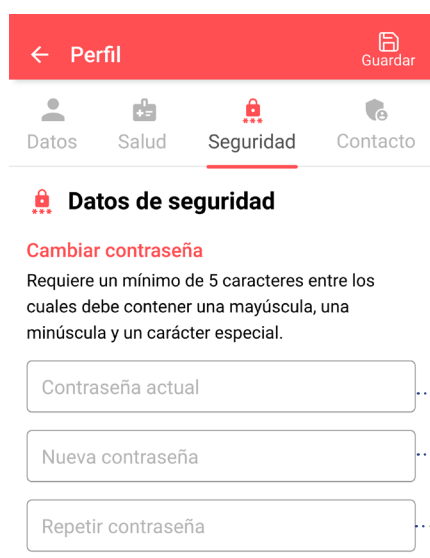 Perfil
Guardar
Datos Salud Seguridad Contacto
Datos de seguridad
Cambiar contraseña
Requiere un mínimo de 5 caracteres entre los
cuales debe contener una mayúscula, una
minúscula y un carácter especial.
Contraseña actual
Nueva contraseña
Repetir contraseña